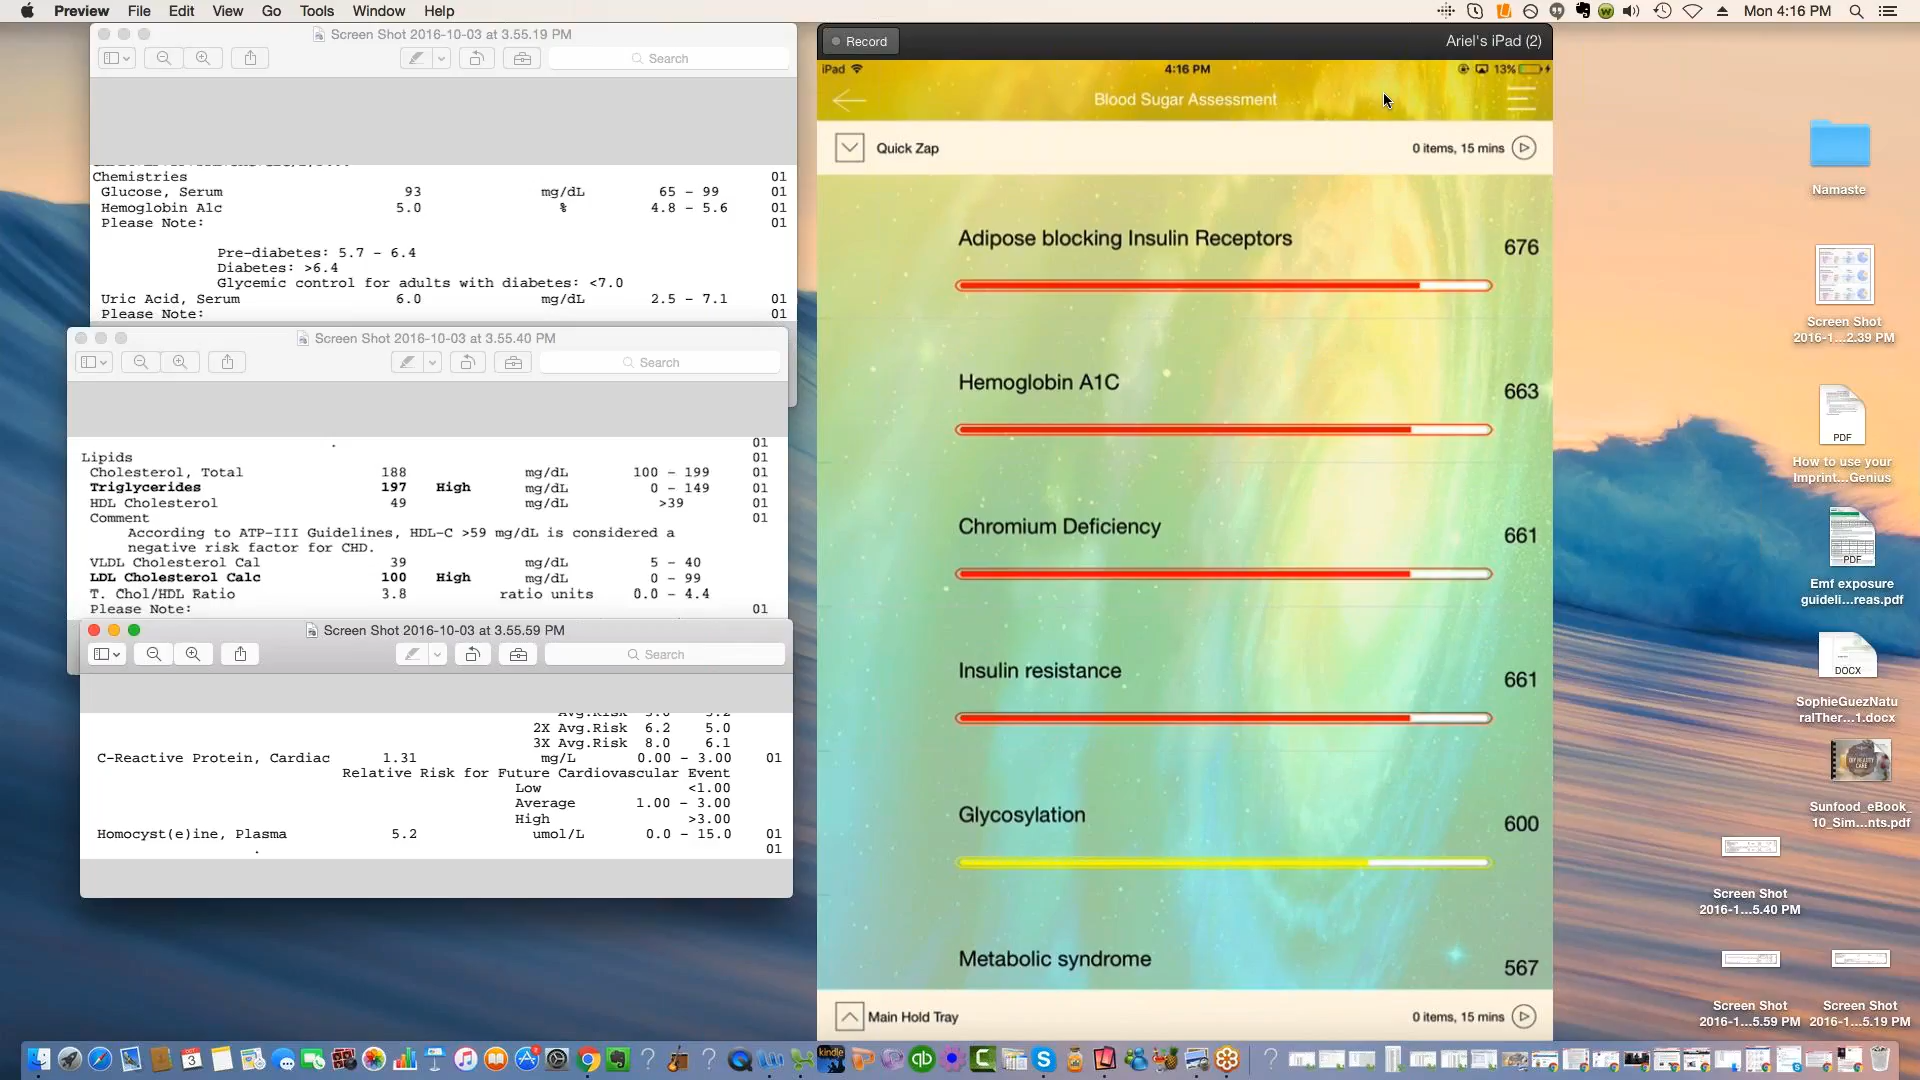 Preview File Edit View Go Tools Window Help
Mon 4:16 PM
Screen Shot 2016-10-03 at 3.55.19 PM
Search
Chemistries 01
Glucose, Serum 93 mg/dL 65 - 99 01
Hemoglobin A1c 5.0 % 4.8 - 5.6 01
Please Note: 01
Pre-diabetes: 5.7 - 6.4
Diabetes: >6.4
Glycemic control for adults with diabetes: <7.0
Uric Acid, Serum 6.0 mg/dL 2.5 - 7.1 01
Please Note: 01
Screen Shot 2016-10-03 at 3.55.40 PM
Search
01
Lipids 01
Cholesterol, Total 188 mg/dL 100 - 199 01
Triglycerides 197 High mg/dL 0 - 149 01
HDL Cholesterol 49 mg/dL >39 01
Comment 01
According to ATP-III Guidelines, HDL-C >59 mg/dL is considered a
negative risk factor for CHD.
VLDL Cholesterol Cal 39 mg/dL 5 - 40
LDL Cholesterol Calc 100 High mg/dL 0 - 99
T. Chol/HDL Ratio 3.8 ratio units 0.0 - 4.4
Please Note: 01
Screen Shot 2016-10-03 at 3.55.59 PM
Search
2X Avg.Risk 6.2 5.0
3X Avg.Risk 8.0 6.1
C-Reactive Protein, Cardiac 1.31 mg/L 0.00 - 3.00 01
Relative Risk for Future Cardiovascular Event
Low <1.00
Average 1.00 - 3.00
High >3.00
Homocyst(e)ine, Plasma 5.2 umol/L 0.0 - 15.0 01
01
Record
Ariel's iPad (2)
iPad 4:16 PM 13%
Blood Sugar Assessment
Quick Zap 0 items, 15 mins
Adipose blocking Insulin Receptors 676
Hemoglobin A1C 663
Chromium Deficiency 661
Insulin resistance 661
Glycosylation 600
Metabolic syndrome 567
Main Hold Tray 0 items, 15 mins
Namaste
Screen Shot
2016-1...2.39 PM
PDF
How to use your
Imprint...Genius
PDF
Emf exposure
guideli...reas.pdf
DOCX
SophieGuezNatu
ralTher...1.docx
Sunfood_eBook_
10_Sim...nts.pdf
Screen Shot
2016-1...5.40 PM
Screen Shot
2016-1...5.59 PM
Screen Shot
2016-1...5.19 PM
kindle